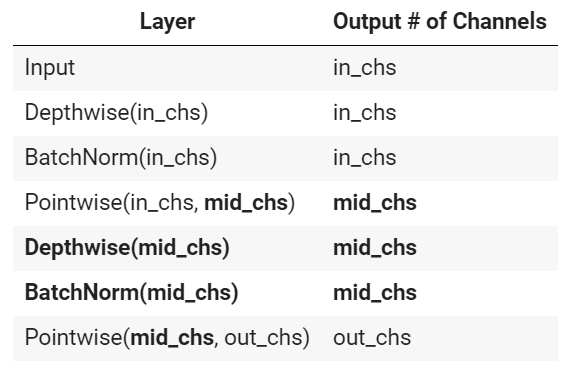 Layer Output # of Channels
Input in_chs
Depthwise(in_chs) in_chs
BatchNorm(in_chs) in_chs
Pointwise(in_chs, mid_chs) mid_chs
Depthwise(mid_chs) mid_chs
BatchNorm(mid_chs) mid_chs
Pointwise(mid_chs, out_chs) out_chs